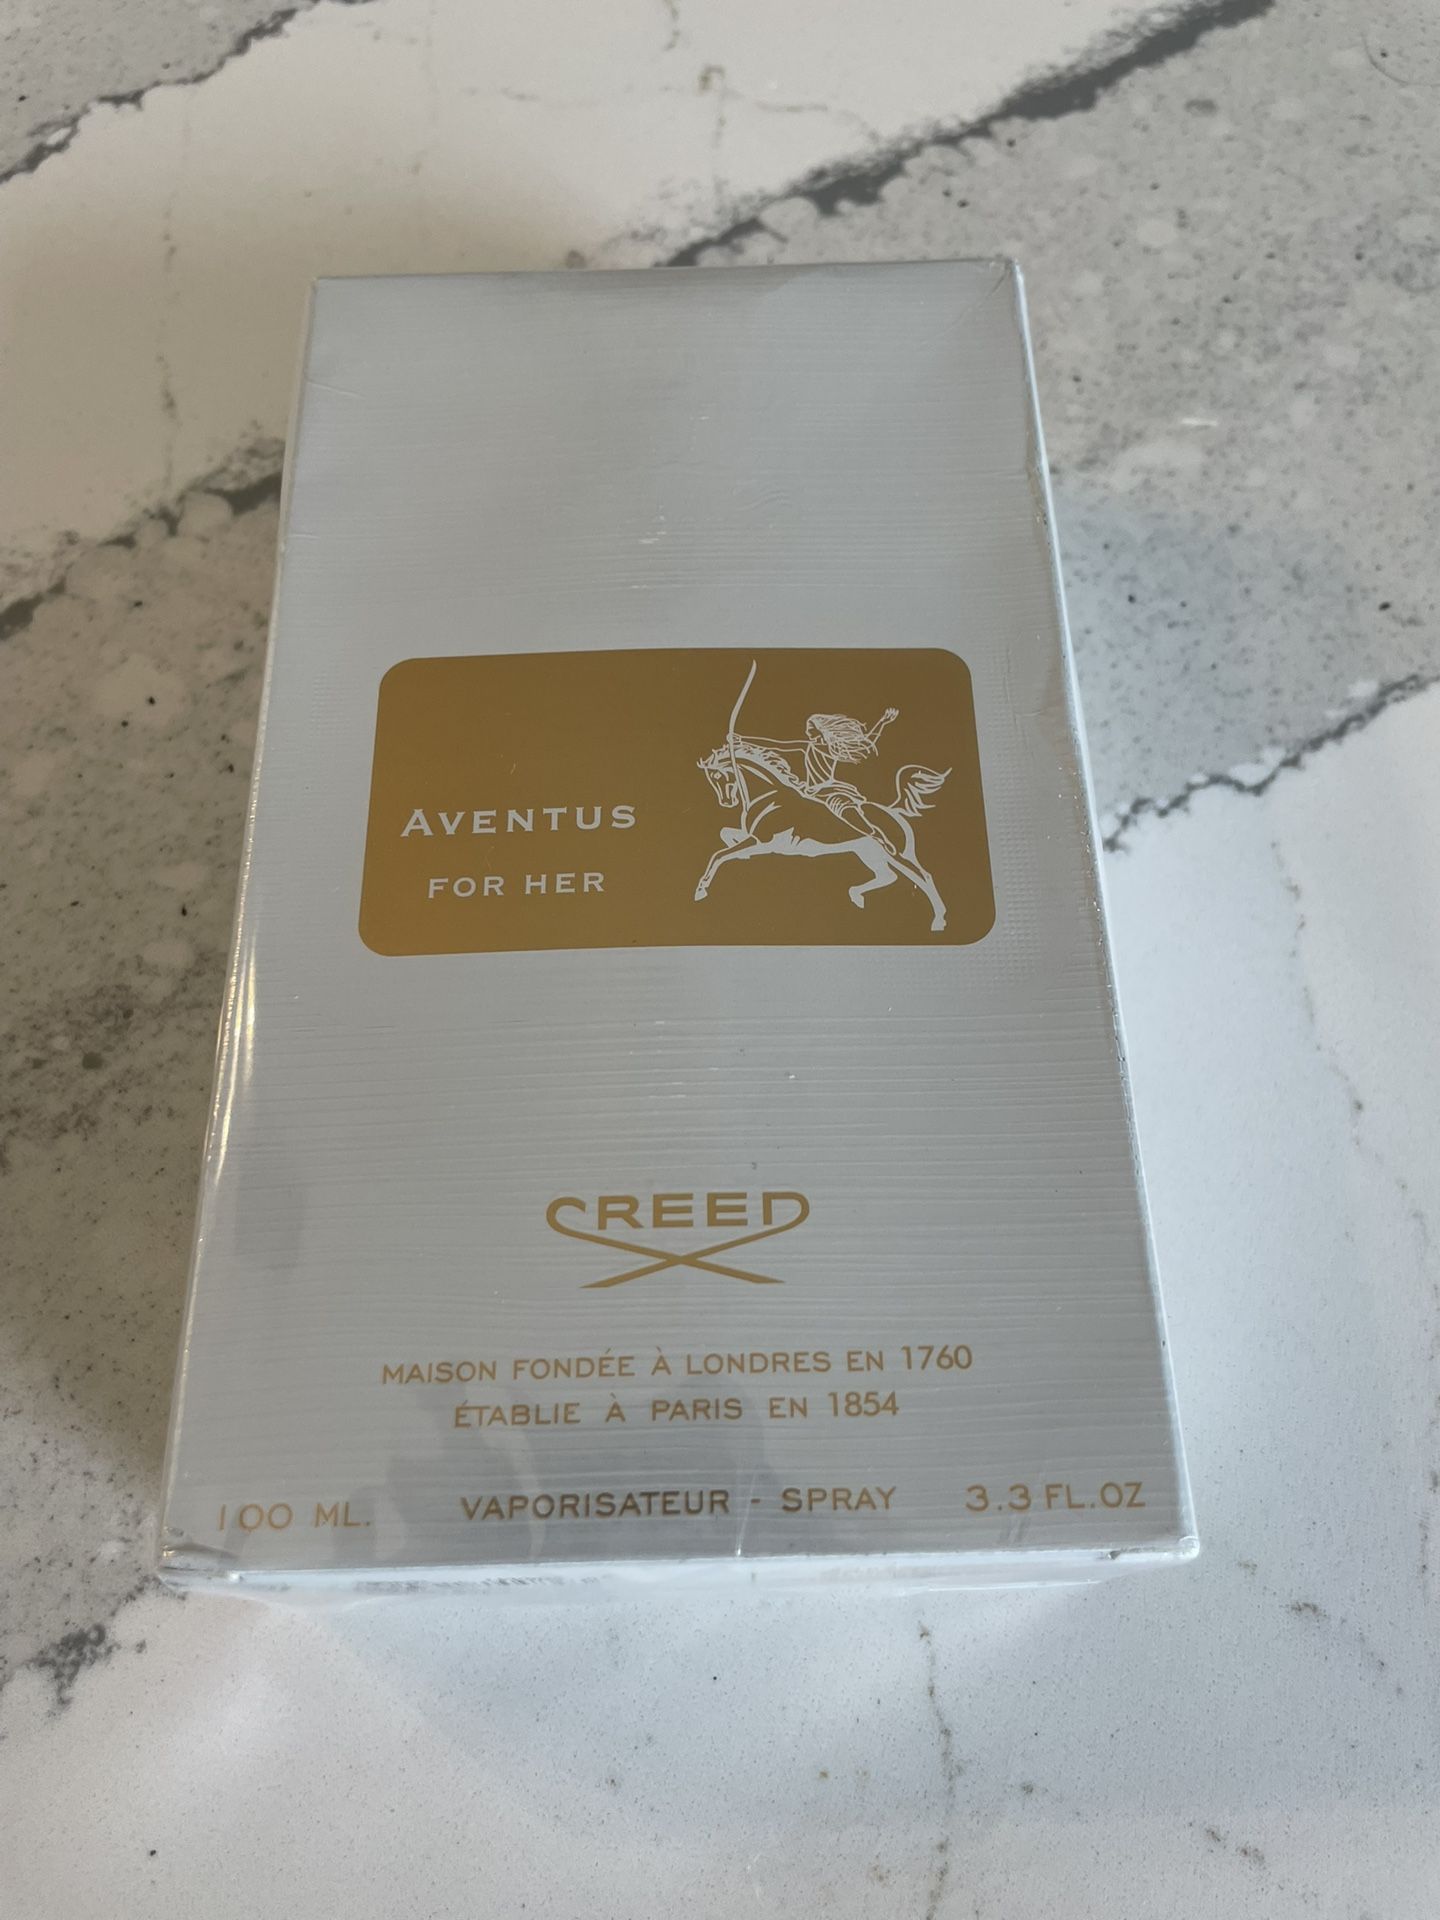 AVENTUS
FOR HER
CREED
MAISON FONDÉE À LONDRES EN 1760
ÉTABLIE À PARIS EN 1854
100 ML. VAPORISATEUR - SPRAY 3.3 FL.OZ